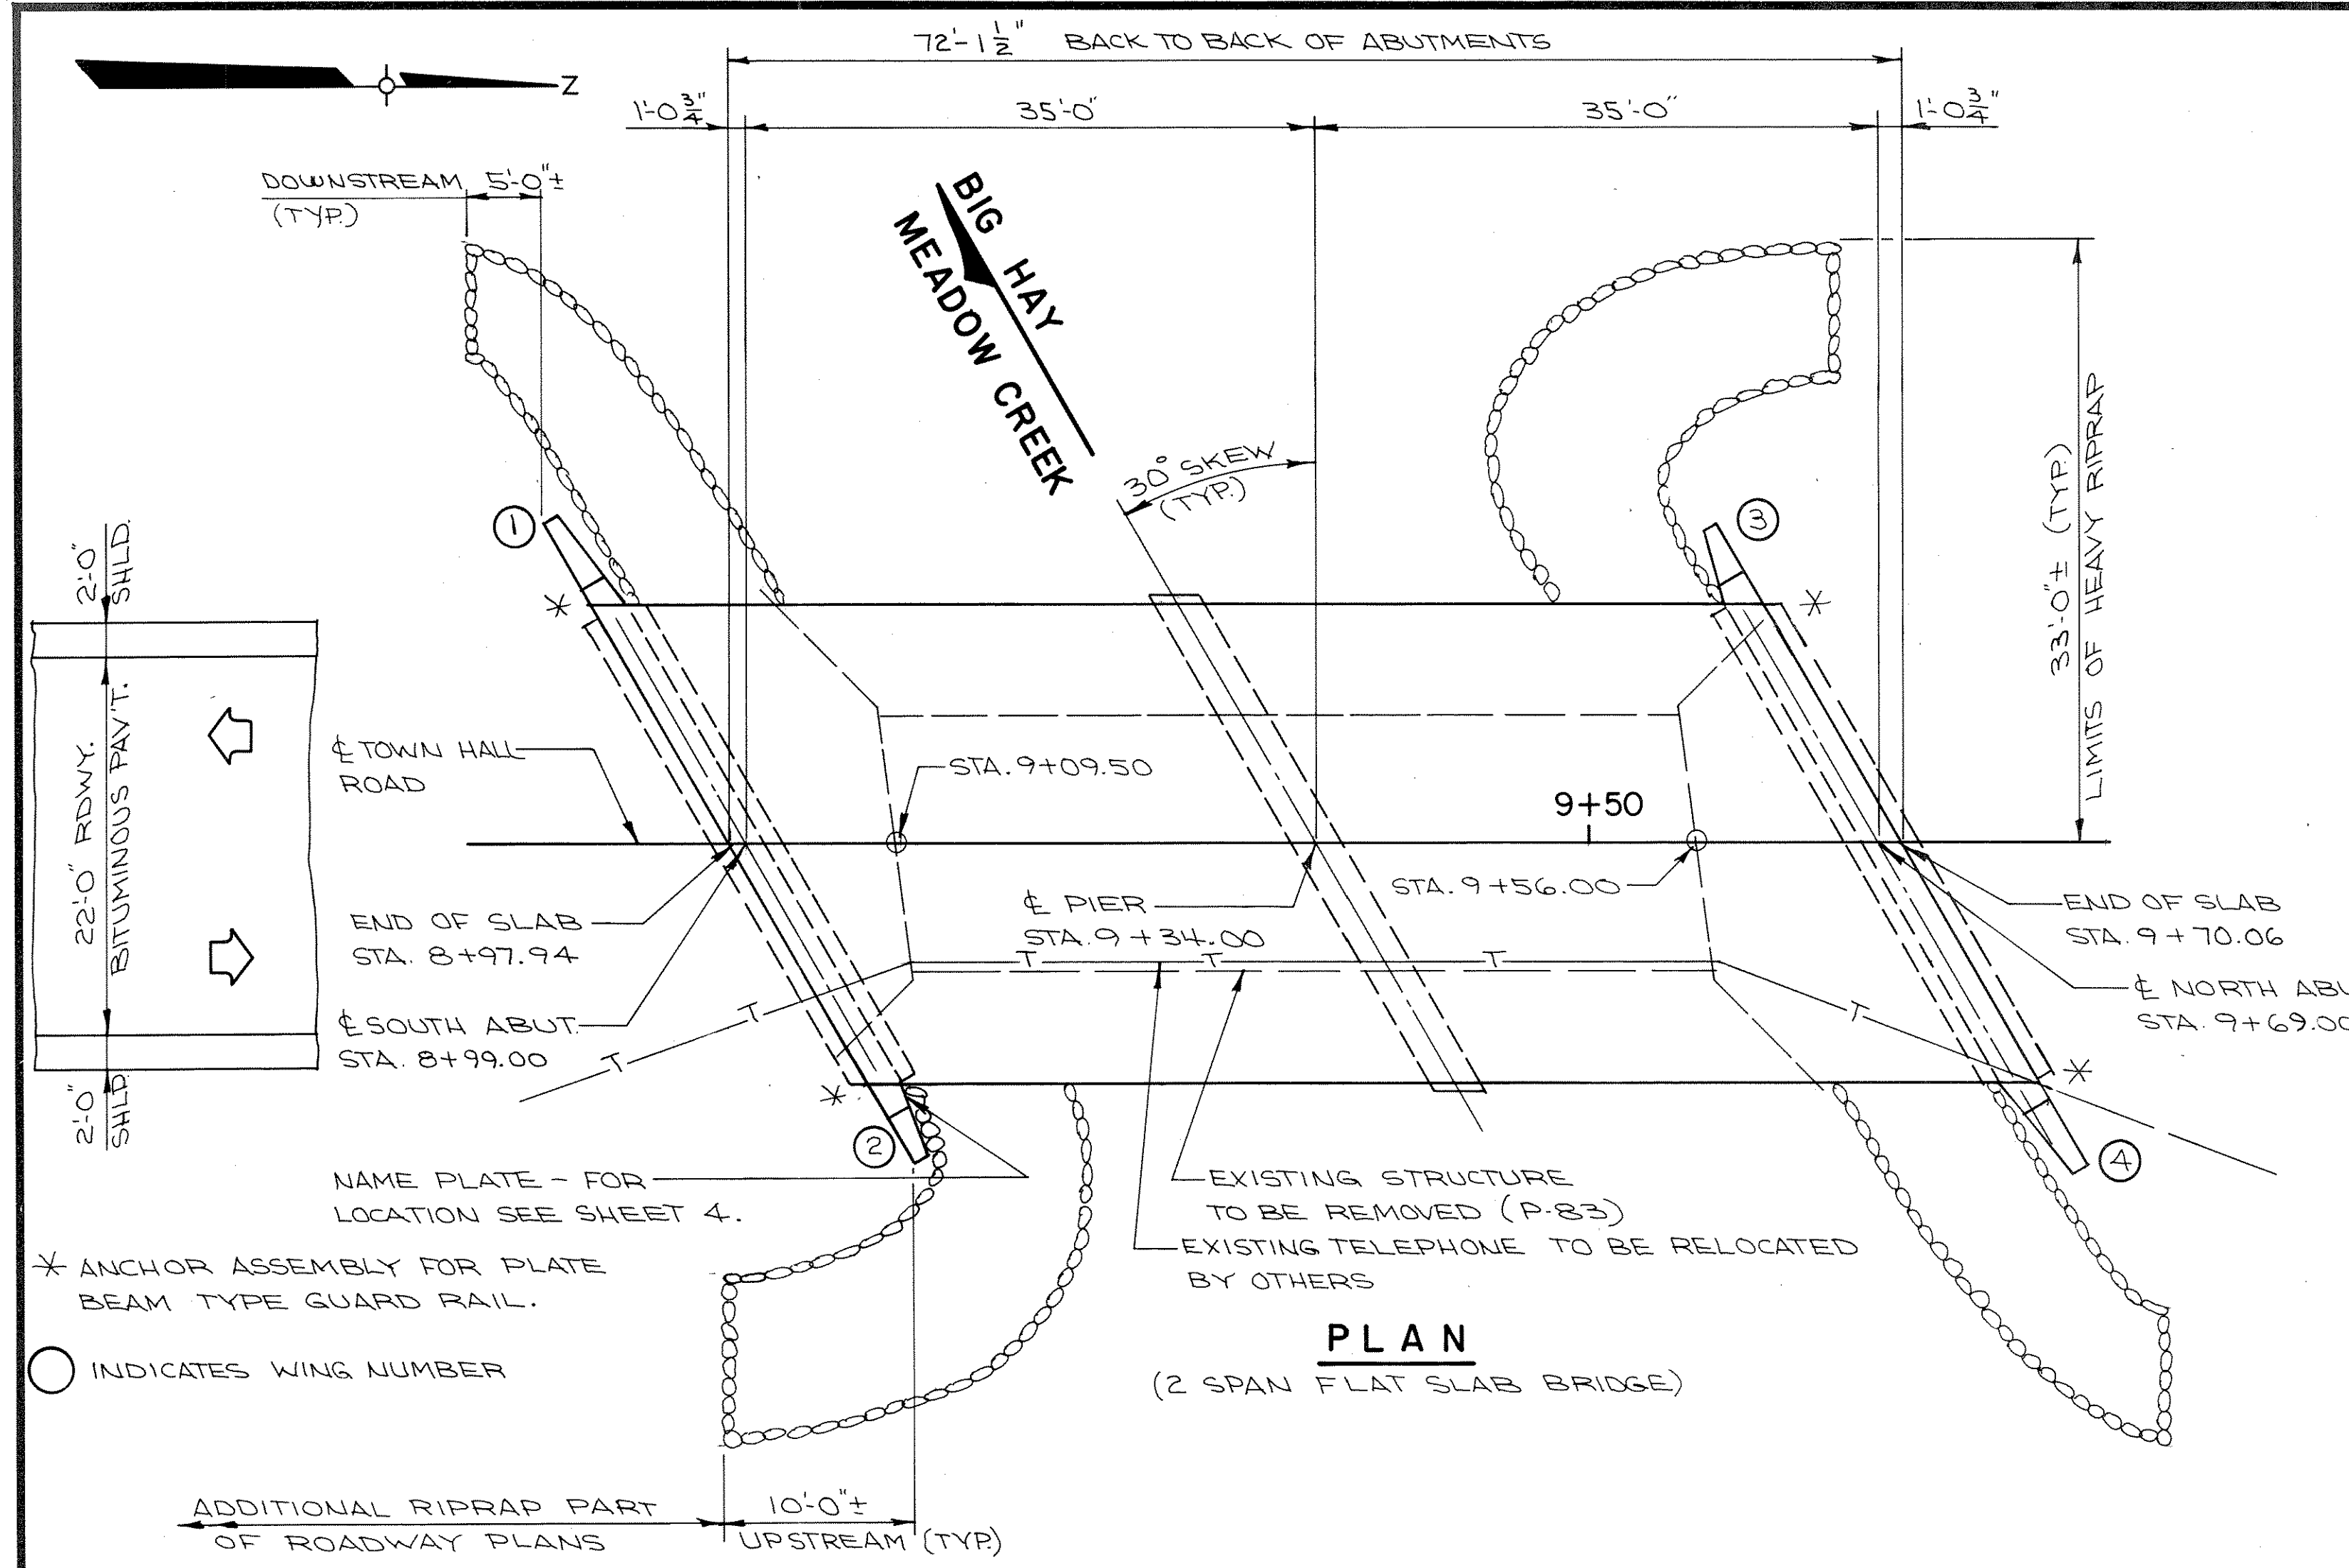 72'-1 1/2" BACK TO BACK OF ABUTMENTS
Z
1'-0 3/4"
35'-0"
35'-0"
1'-0 3/4"
DOWNSTREAM 5'-0"±
(TYP.)
BIG HAY
MEADOW CREEK
30° SKEW
(TYP.)
1
3
33'-0"± (TYP.)
LIMITS OF HEAVY RIPRAP
2'-0"
SHLD.
22'-0" RDWY.
BITUMINOUS PAV'T.
2'-0"
SHLD.
℄ TOWN HALL
ROAD
STA. 9+09.50
9+50
END OF SLAB
STA. 8+97.94
℄ PIER
STA. 9+34.00
STA. 9+56.00
END OF SLAB
STA. 9+70.06
℄ SOUTH ABUT.
STA. 8+99.00
℄ NORTH
STA. 9+69.00
T
T
T
T
T
T
2
4
NAME PLATE - FOR
LOCATION SEE SHEET 4.
EXISTING STRUCTURE
TO BE REMOVED (P-83)
EXISTING TELEPHONE TO BE RELOCATED
BY OTHERS
* ANCHOR ASSEMBLY FOR PLATE
BEAM TYPE GUARD RAIL.
INDICATES WING NUMBER
PLAN
(2 SPAN FLAT SLAB BRIDGE)
ADDITIONAL RIPRAP PART
OF ROADWAY PLANS
10'-0"±
UPSTREAM (TYP.)